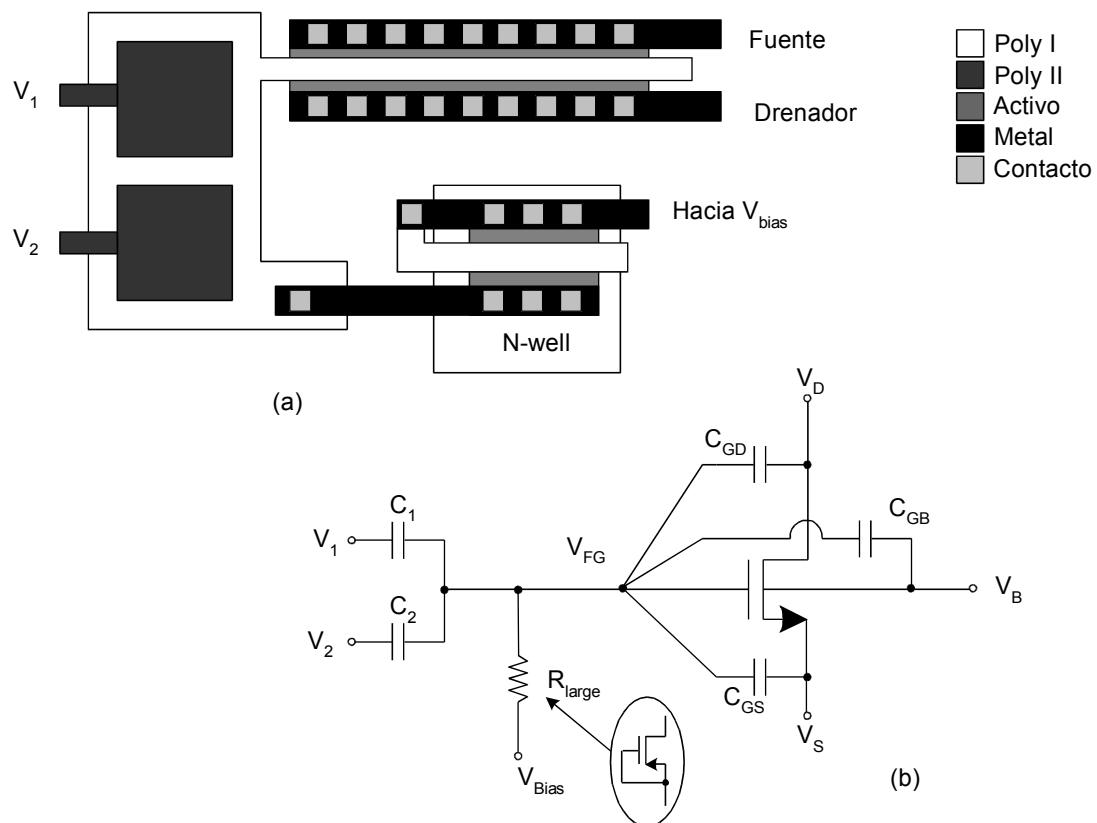 Fuente
V1
Drenador
Poly I
Poly II
Activo
Metal
Contacto
V2
Hacia Vbias
N-well
(a)
VD
CGD
C1
CGB
V1
VFG
VB
C2
V2
Rlarge
CGS
VS
VBias
(b)